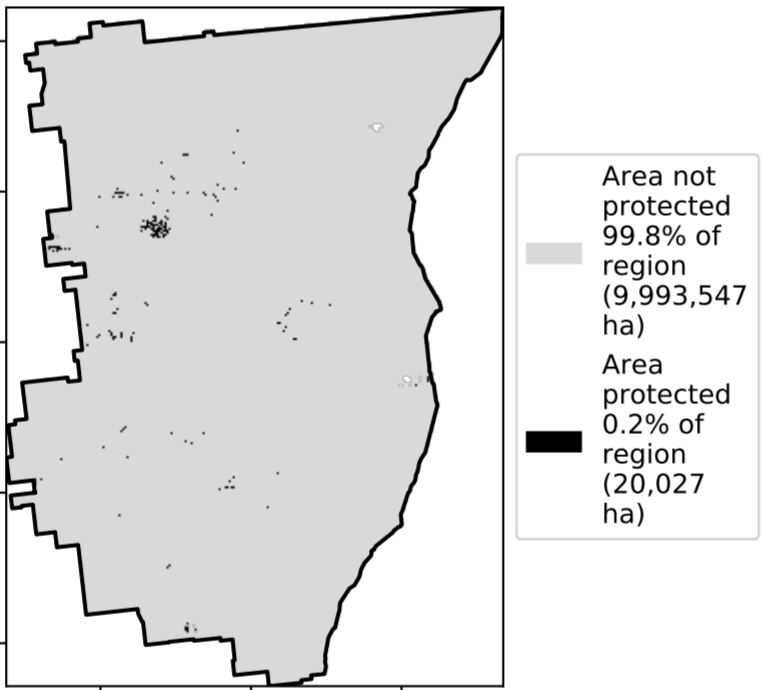 Area not
protected
99.8% of
region
(9,993,547
ha)
Area
protected
0.2% of
region
(20,027
ha)